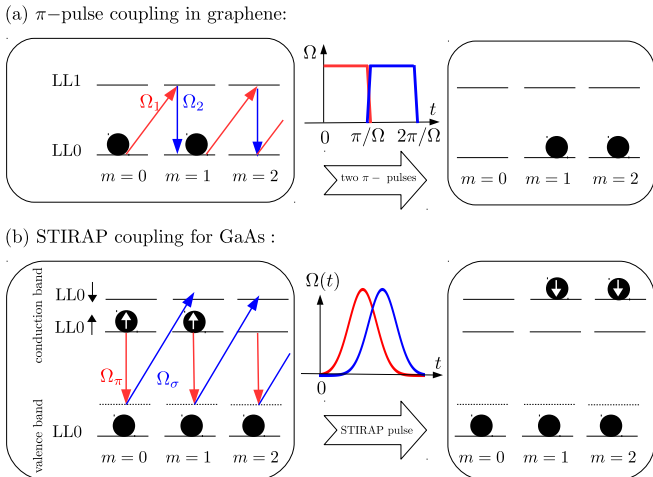 (a) π−pulse coupling in graphene:
LL1
Ω₁
Ω₂
LL0
m = 0
m = 1
m = 2
Ω
t
0
π/Ω
2π/Ω
two π − pulses
m = 0
m = 1
m = 2
(b) STIRAP coupling for GaAs :
conduction band
LL0↓
LL0↑
Ω_π
Ω_σ
valence band
LL0
m = 0
m = 1
m = 2
Ω(t)
t
0
STIRAP pulse
m = 0
m = 1
m = 2